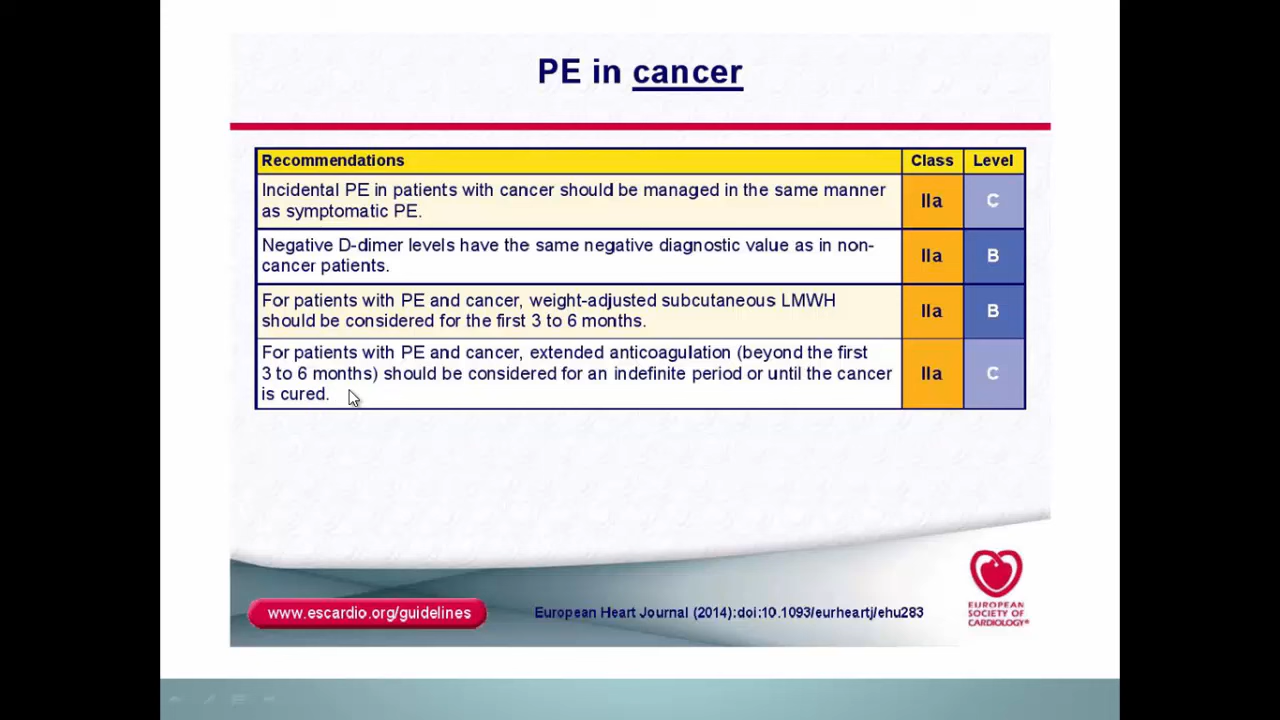 PE in cancer
Recommendations Class Level
Incidental PE in patients with cancer should be managed in the same manner
as symptomatic PE.
IIa C
Negative D-dimer levels have the same negative diagnostic value as in non-
cancer patients.
IIa B
For patients with PE and cancer, weight-adjusted subcutaneous LMWH
should be considered for the first 3 to 6 months.
IIa B
For patients with PE and cancer, extended anticoagulation (beyond the first
3 to 6 months) should be considered for an indefinite period or until the cancer
is cured.
IIa C
www.escardio.org/guidelines
European Heart Journal (2014):doi:10.1093/eurheartj/ehu283
EUROPEAN
SOCIETY OF
CARDIOLOGY®